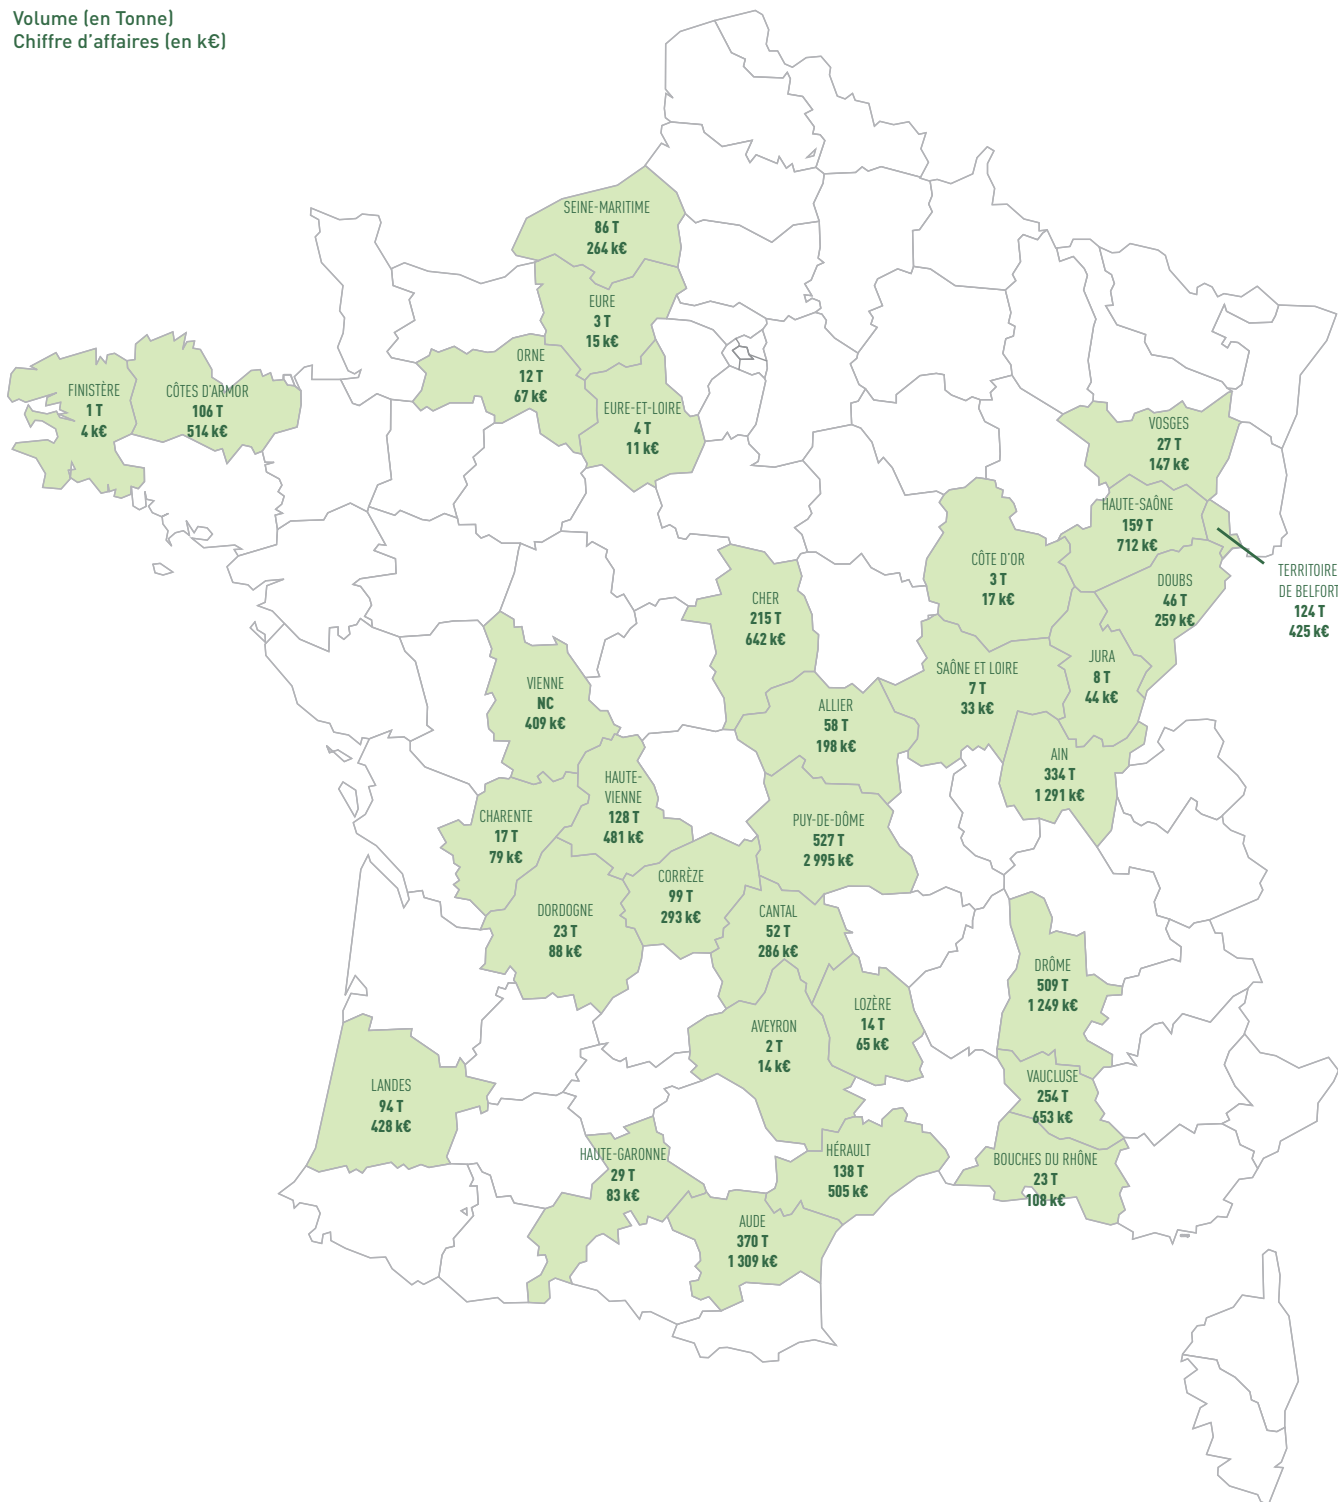 Volume (en Tonne)
Chiffre d'affaires (en k€)
SEINE-MARITIME
86 T
264 k€
EURE
3 T
15 k€
ORNE
12 T
67 k€
EURE-ET-LOIRE
4 T
11 k€
FINISTÈRE
1 T
4 k€
CÔTES D'ARMOR
106 T
514 k€
VOSGES
27 T
147 k€
HAUTE-SAÔNE
159 T
712 k€
TERRITOIRE
DE BELFORT
124 T
425 k€
CÔTE D'OR
3 T
17 k€
DOUBS
46 T
259 k€
CHER
215 T
642 k€
JURA
8 T
44 k€
SAÔNE ET LOIRE
7 T
33 k€
VIENNE
NC
409 k€
ALLIER
58 T
198 k€
AIN
334 T
1 291 k€
HAUTE-
VIENNE
128 T
481 k€
CHARENTE
17 T
79 k€
PUY-DE-DÔME
527 T
2 995 k€
CORRÈZE
99 T
293 k€
DORDOGNE
23 T
88 k€
CANTAL
52 T
286 k€
DRÔME
509 T
1 249 k€
LOZÈRE
14 T
65 k€
AVEYRON
2 T
14 k€
LANDES
94 T
428 k€
VAUCLUSE
254 T
653 k€
HAUTE-GARONNE
29 T
83 k€
HÉRAULT
138 T
505 k€
BOUCHES DU RHÔNE
23 T
108 k€
AUDE
370 T
1 309 k€